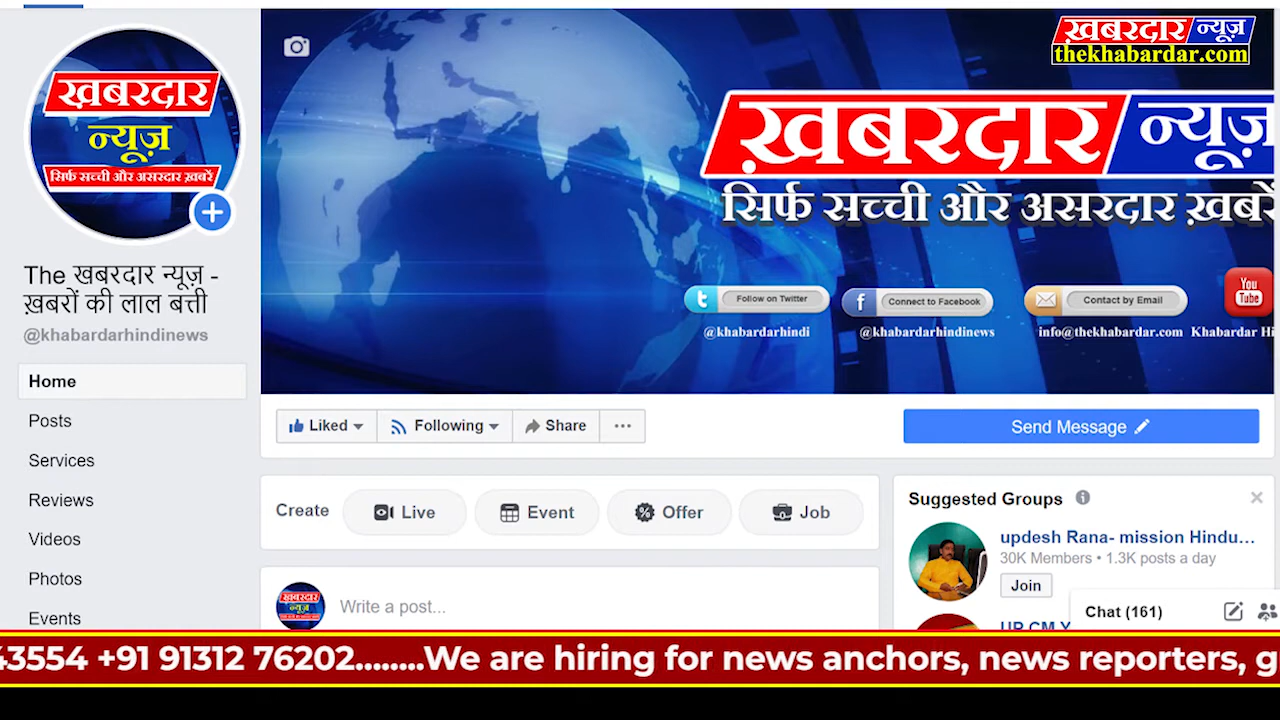 ख़बरदार न्यूज़
thekhabardar.com
ख़बरदार
न्यूज़
सिर्फ सच्ची और असरदार ख़बरें
ख़बरदार न्यूज़
सिर्फ सच्ची और असरदार ख़बरें
The खबरदार न्यूज़ -
ख़बरों की लाल बत्ती
@khabardarhindinews
Follow on Twitter
@khabardarhindi
Connect to Facebook
@khabardarhindinews
Contact by Email
info@thekhabardar.com
You
Tube
Khabardar Hi
Home
Posts
Services
Reviews
Videos
Photos
Events
Liked
Following
Share
Send Message
Create
Live
Event
Offer
Job
ख़बरदार
न्यूज़
Write a post...
Suggested Groups
updesh Rana- mission Hindu...
30K Members • 1.3K posts a day
Join
UP CM Y
Chat (161)
43554 +91 91312 76202........We are hiring for news anchors, news reporters, g